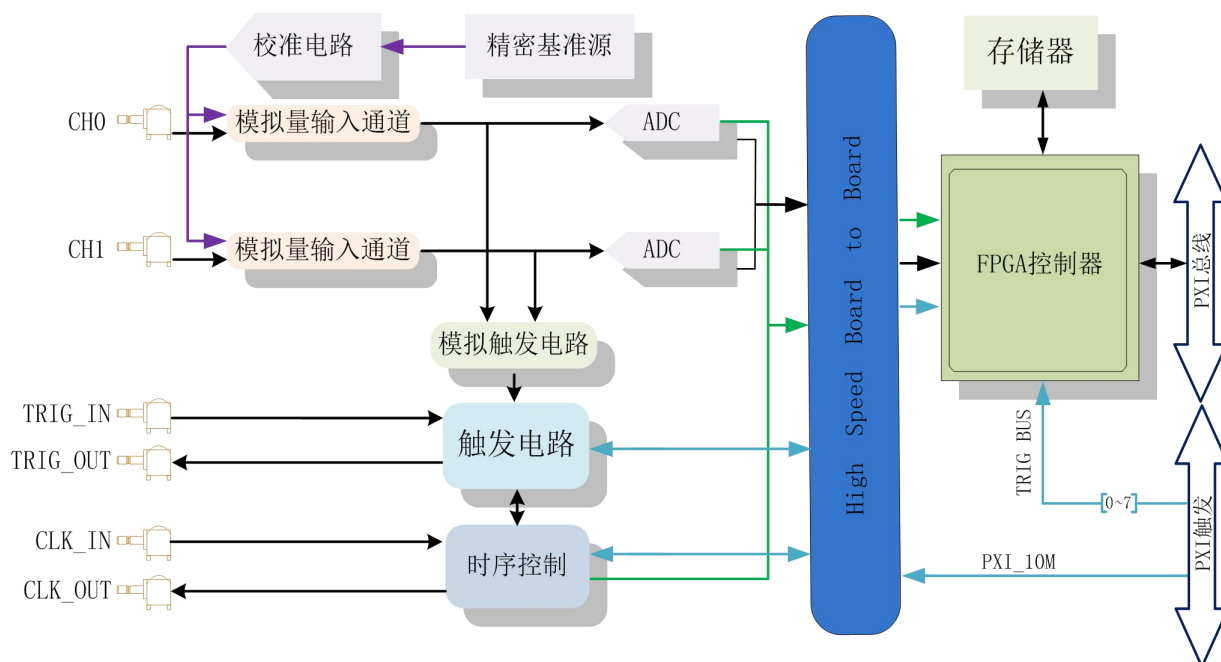 校准电路
精密基准源
存储器
CH0
模拟量输入通道
ADC
CH1
模拟量输入通道
ADC
High Speed Board to Board
FPGA控制器
PXI总线
模拟触发电路
TRIG_IN
触发电路
TRIG_OUT
TRIG BUS
[0~7]
PXI触发
CLK_IN
时序控制
CLK_OUT
PXI_10M